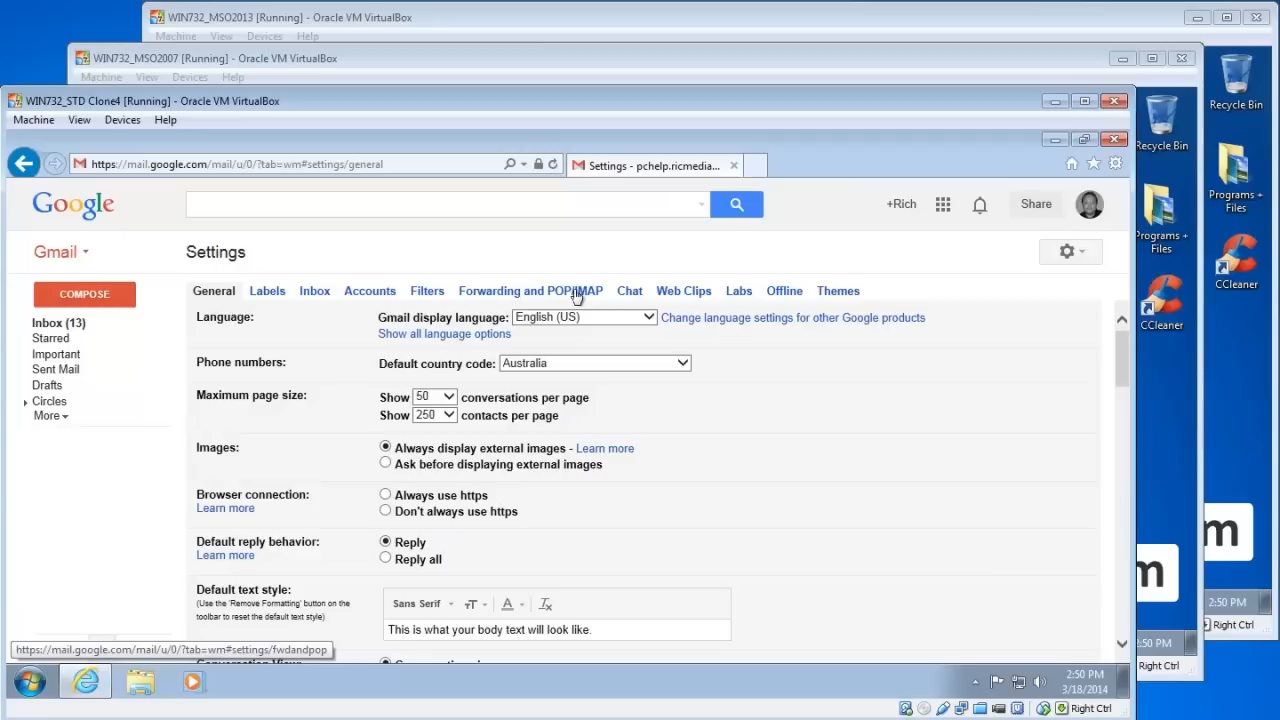 WIN732_MSO2013 [Running] - Oracle VM VirtualBox
Machine View Devices Help
WIN732_MSO2007 [Running] - Oracle VM VirtualBox
Machine View Devices Help
WIN732_STD Clone4 [Running] - Oracle VM VirtualBox
Machine View Devices Help
https://mail.google.com/mail/u/0/?tab=wm#settings/general
Settings - pchelp.ricmedia...
Google
+Rich
Share
Gmail
Settings
COMPOSE
Inbox (13)
Starred
Important
Sent Mail
Drafts
Circles
More
General Labels Inbox Accounts Filters Forwarding and POP/IMAP Chat Web Clips Labs Offline Themes
Language: Gmail display language: English (US) Change language settings for other Google products
Show all language options
Phone numbers: Default country code: Australia
Maximum page size: Show 50 conversations per page
Show 250 contacts per page
Images: Always display external images - Learn more
Ask before displaying external images
Browser connection: Always use https
Learn more Don't always use https
Default reply behavior: Reply
Learn more Reply all
Default text style:
(Use the 'Remove Formatting' button on the
toolbar to reset the default text style)
Sans Serif
This is what your body text will look like.
https://mail.google.com/mail/u/0/?tab=wm#settings/fwdandpop
2:50 PM
3/18/2014
Right Ctrl
Recycle Bin
Programs +
Files
CCleaner
m
2:50 PM
Right Ctrl
Recycle Bin
Programs +
Files
CCleaner
m
2:50 PM
Right Ctrl